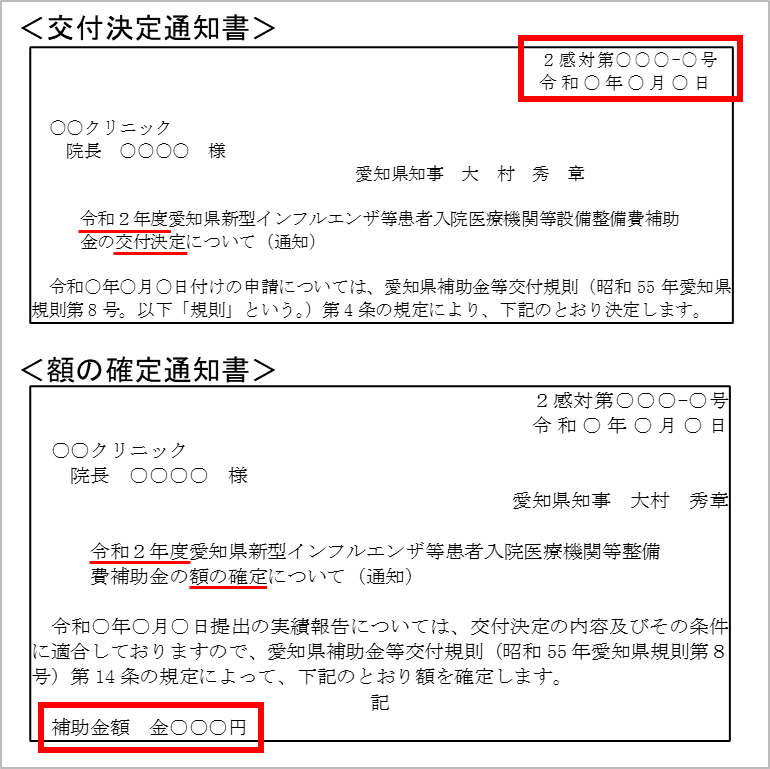 ＜交付決定通知書＞
２感対第〇〇〇-〇号
令和〇年〇月〇日
〇〇クリニック
院長　〇〇〇〇　様
愛知県知事　大　村　秀　章
令和２年度愛知県新型インフルエンザ等患者入院医療機関等設備整備費補助
金の交付決定について（通知）
令和〇年〇月〇日付けの申請については、愛知県補助金等交付規則（昭和 55 年愛知県
規則第８号。以下「規則」という。）第４条の規定により、下記のとおり決定します。
＜額の確定通知書＞
２感対第〇〇〇-〇号
令和〇年〇月〇日
〇〇クリニック
院長　〇〇〇〇　様
愛知県知事　大村　秀章
令和２年度愛知県新型インフルエンザ等患者入院医療機関等整備
費補助金の額の確定について（通知）
令和〇年〇月〇日提出の実績報告については、交付決定の内容及びその条件
に適合しておりますので、愛知県補助金等交付規則（昭和 55 年愛知県規則第８
号）第 14 条の規定によって、下記のとおり額を確定します。
記
補助金額　金〇〇〇円